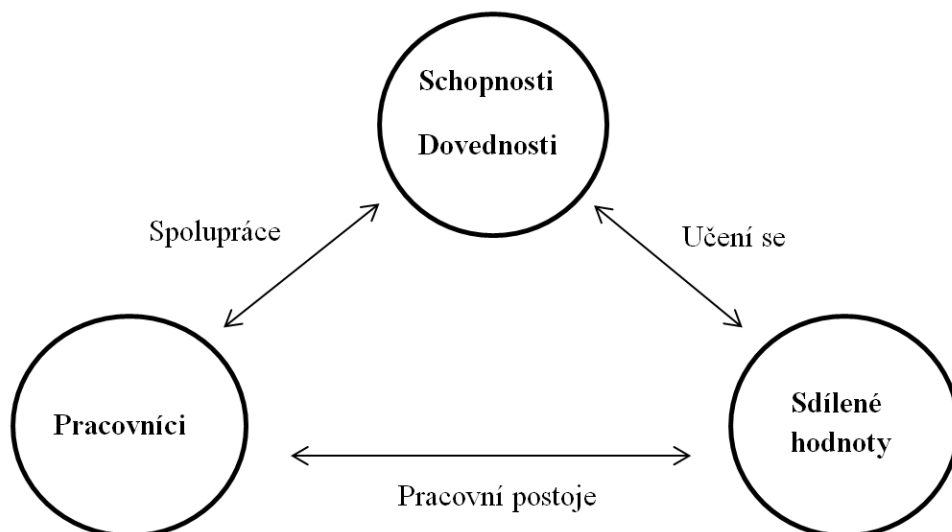 Schopnosti
Dovednosti
Spolupráce
Učení se
Pracovníci
Sdílené
hodnoty
Pracovní postoje